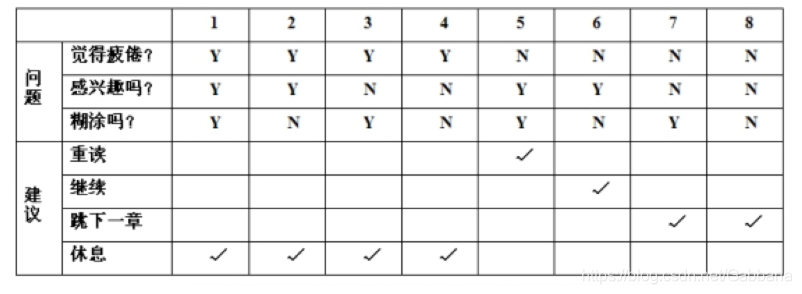 1 2 3 4 5 6 7 8
问题
觉得疲倦? Y Y Y Y N N N N
感兴趣吗? Y Y N N Y Y N N
糊涂吗? Y N Y N Y N Y N
建议
重读 ✓
继续 ✓
跳下一章 ✓ ✓
休息 ✓ ✓ ✓ ✓
https://blog.csdn.net/Gabbana